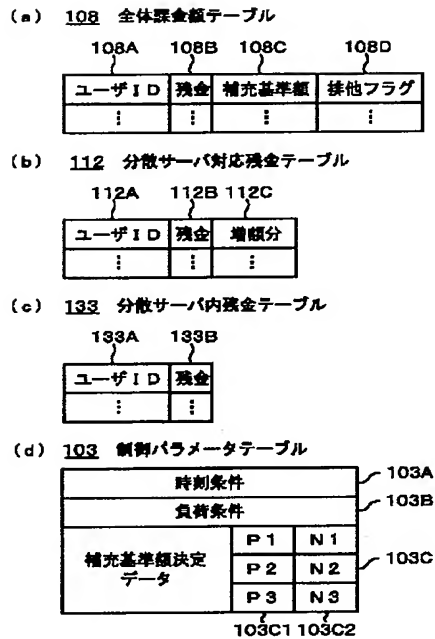 (a) 108 全体課金額テーブル
108A 108B 108C 108D
ユーザID 残金 補充基準額 排他フラグ
⋮ ⋮ ⋮ ⋮
(b) 112 分散サーバ対応残金テーブル
112A 112B 112C
ユーザID 残金 増額分
⋮ ⋮ ⋮
(c) 133 分散サーバ内残金テーブル
133A 133B
ユーザID 残金
⋮ ⋮
(d) 103 制御パラメータテーブル
時刻条件 103A
負荷条件 103B
補充基準額決定
データ
P1 N1
P2 N2 103C
P3 N3
103C1 103C2